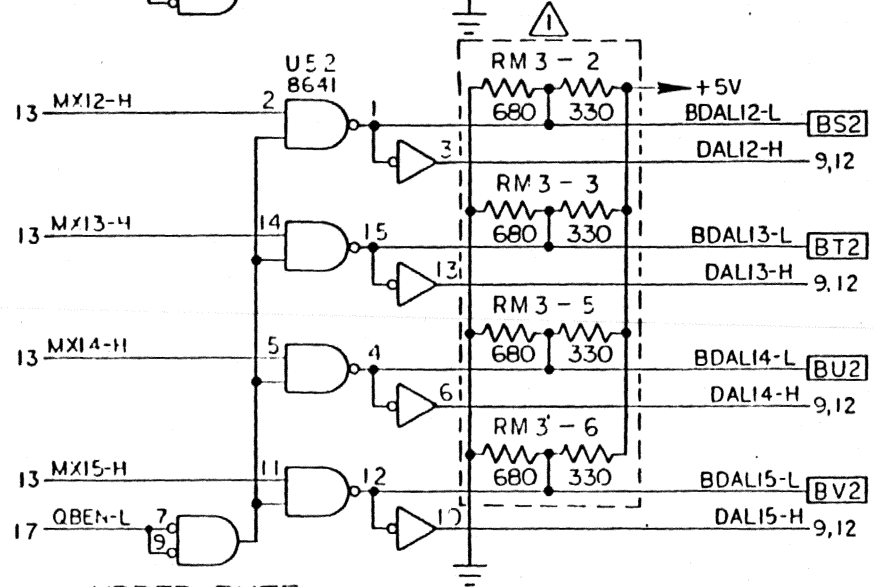 1
RM3-2
U52
8641
+5V
13 MX12-H 2 1 680 330 BDAL12-L BS2
3 DAL12-H 9,12
RM3-3
13 MX13-H 14 15 680 330 BDAL13-L BT2
13 DAL13-H 9,12
RM3-5
13 MX14-H 5 4 680 330 BDAL14-L BU2
6 DAL14-H 9,12
RM3-6
13 MX15-H 11 12 680 330 BDAL15-L BV2
10 DAL15-H 9,12
17 QBEN-L 7
9